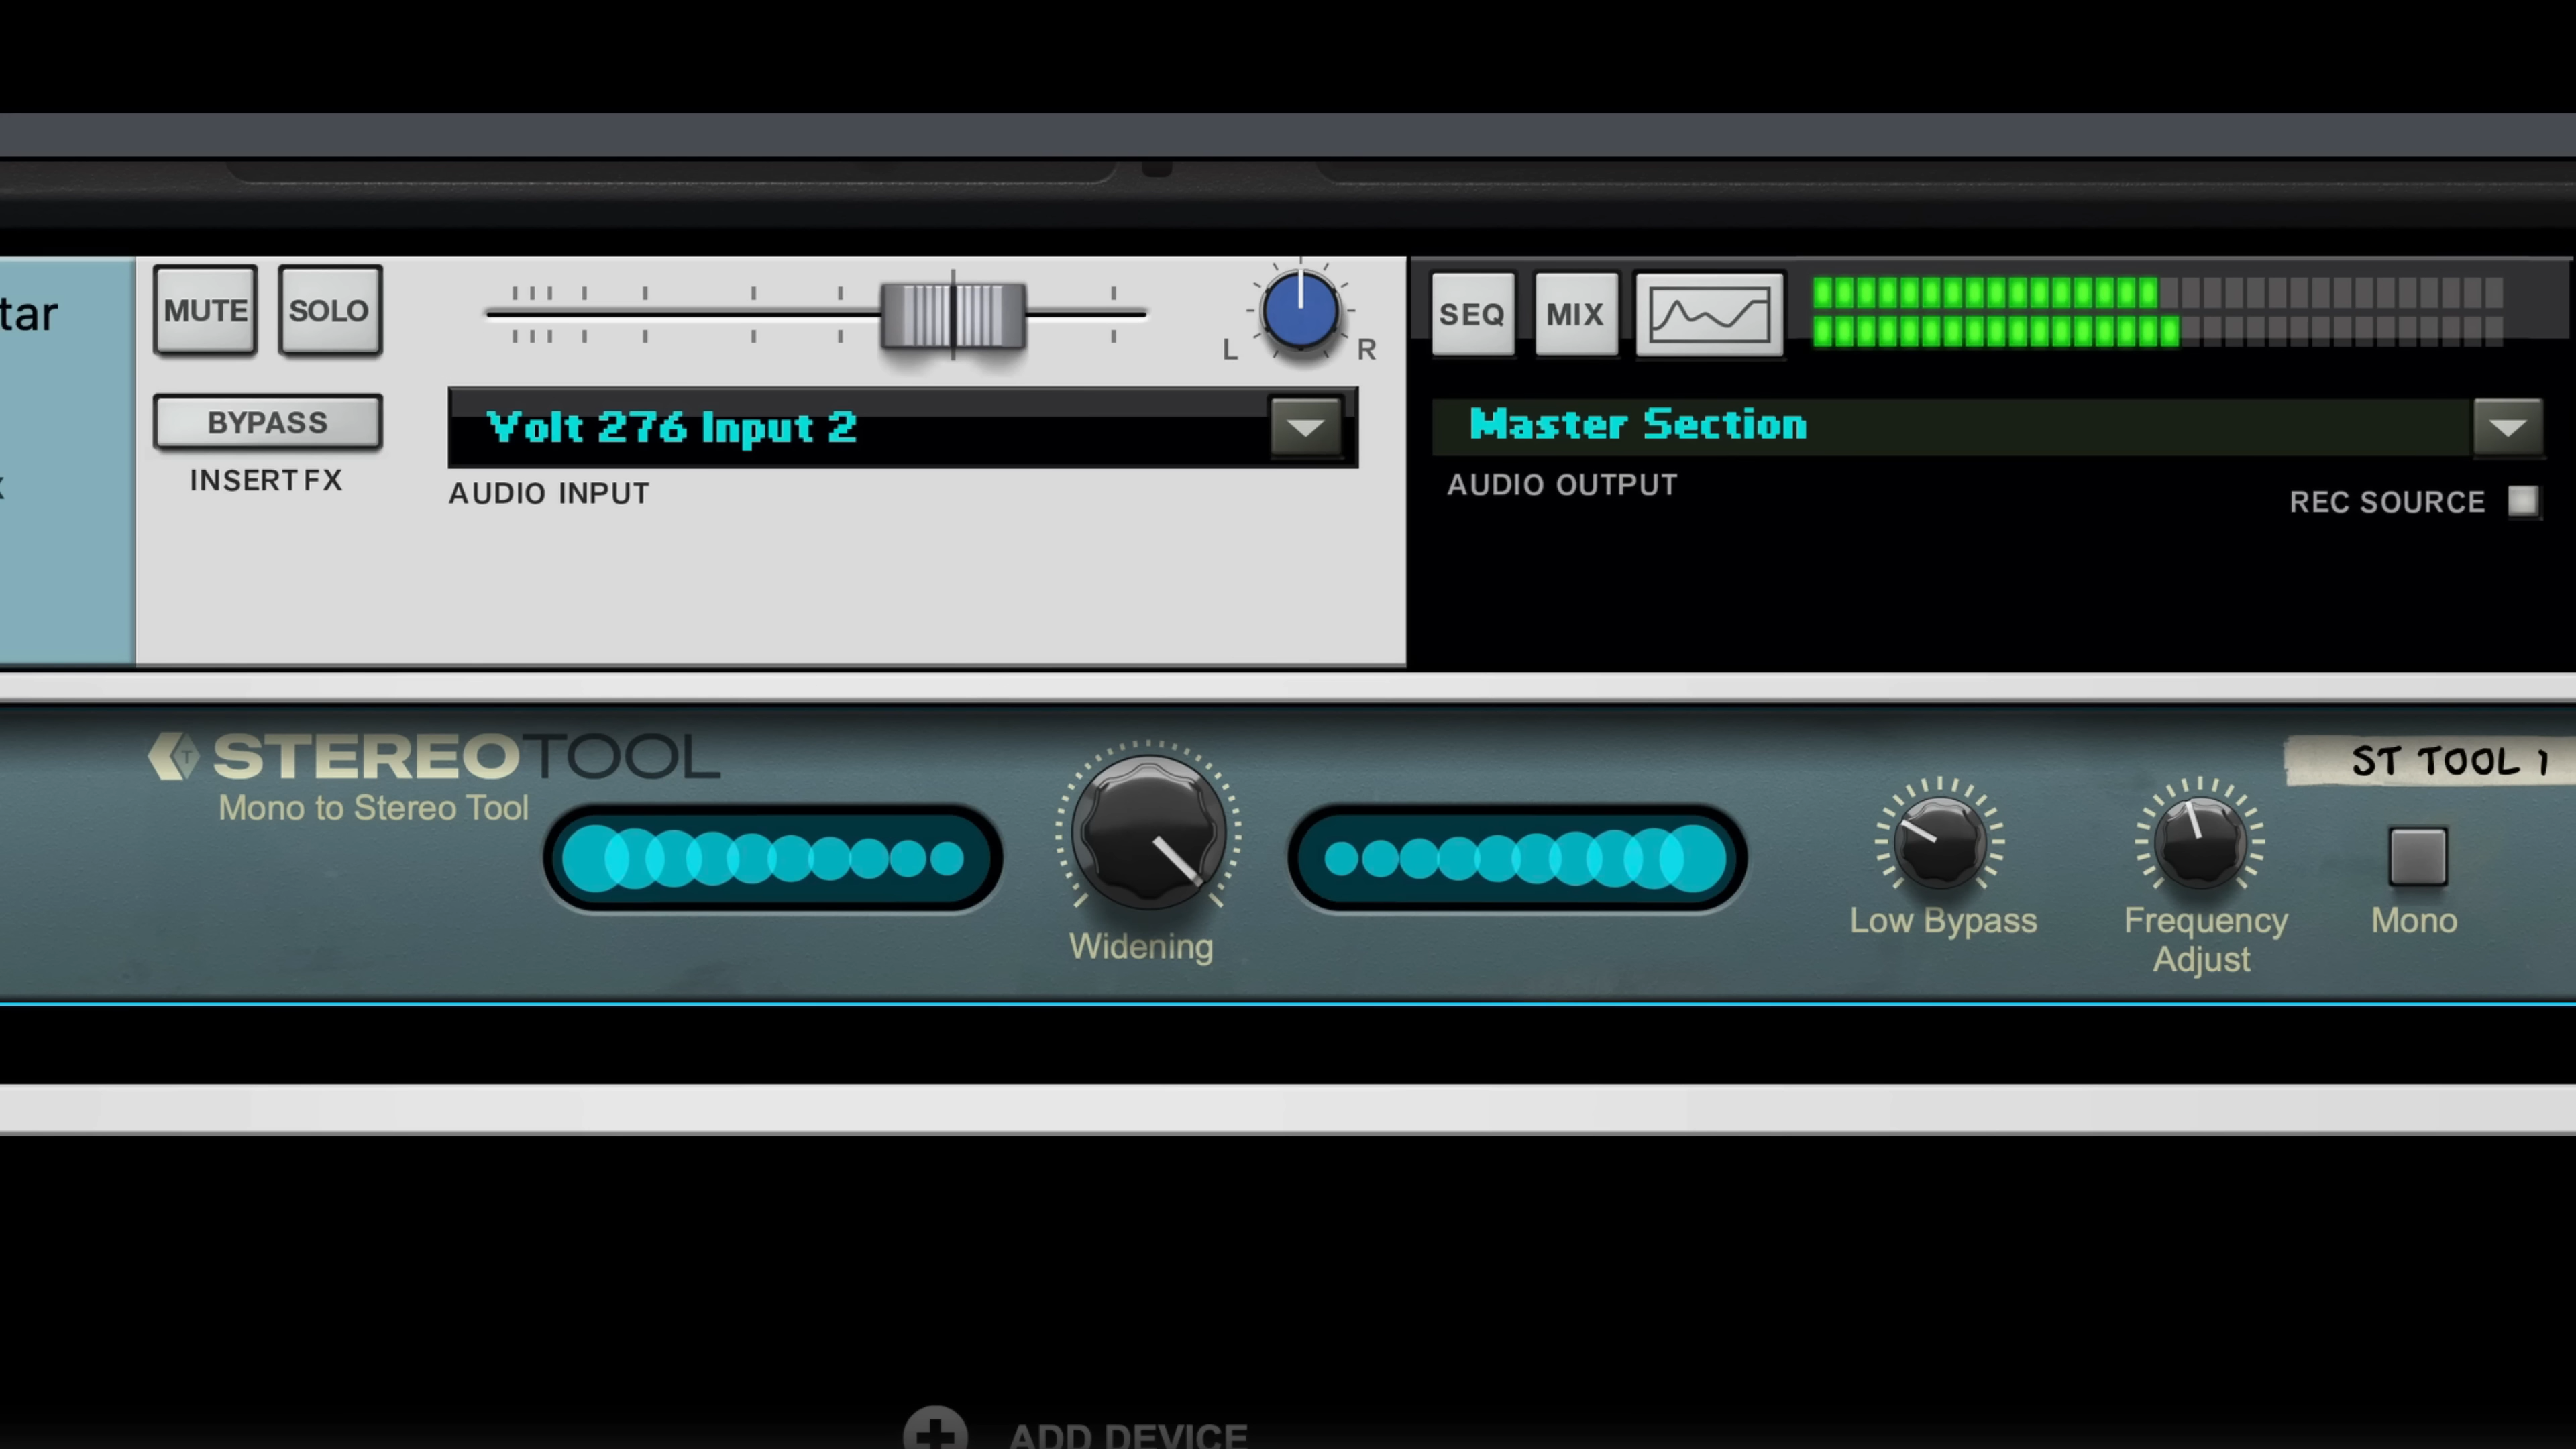 tar
MUTE SOLO
L R
SEQ MIX
BYPASS
INSERT FX
Volt 276 Input 2
AUDIO INPUT
Master Section
AUDIO OUTPUT
REC SOURCE
STEREOTOOL
Mono to Stereo Tool
Widening
Low Bypass
Frequency
Adjust
ST TOOL 1
Mono
ADD DEVICE